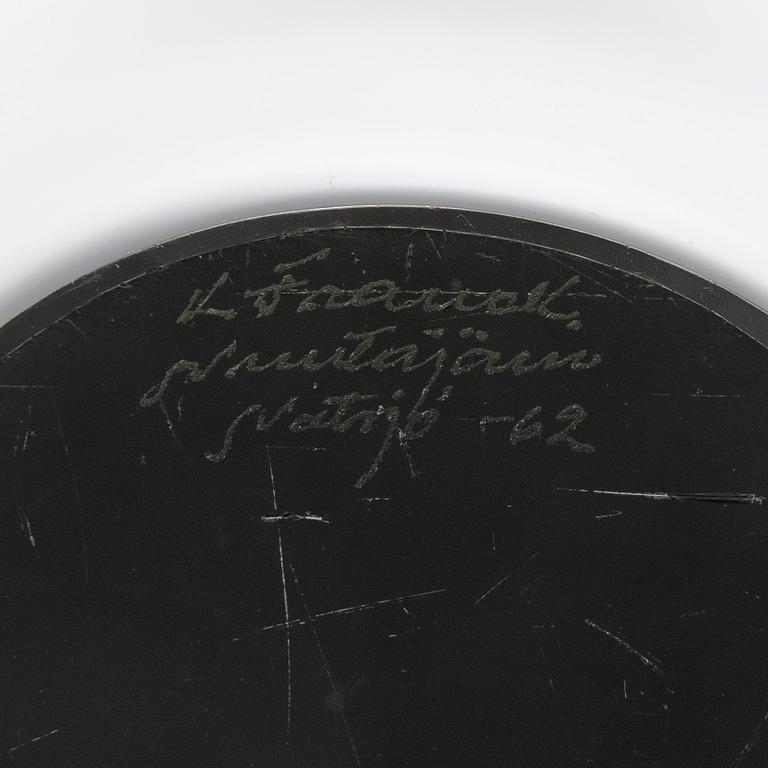 K Franck.
Nuutajärvi
Notsjö -62